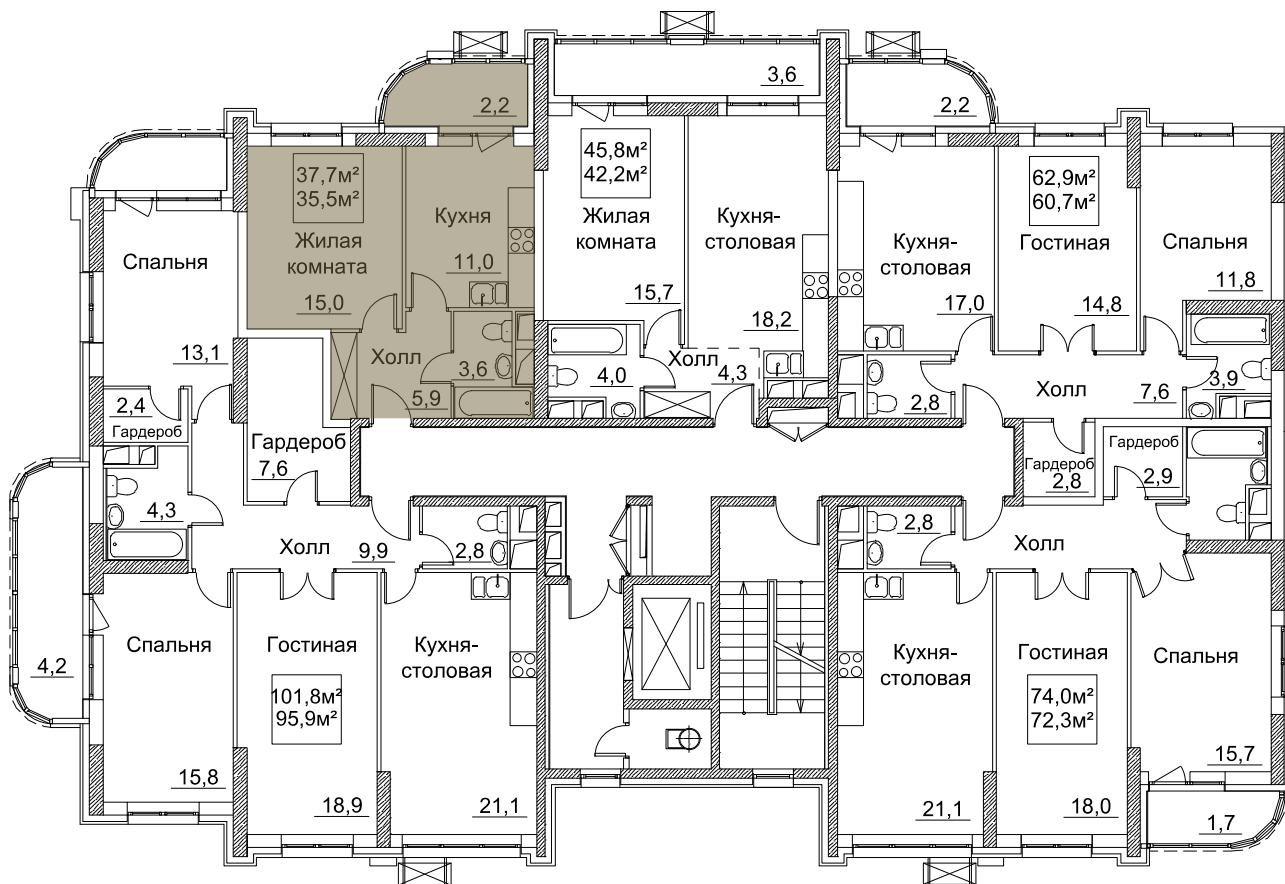 3,6
2,2
2,2
37,7м²
35,5м²
45,8м²
42,2м²
62,9м²
60,7м²
Жилая
комната
15,0
Кухня
11,0
Жилая
комната
15,7
Кухня-
столовая
18,2
Кухня-
столовая
17,0
Гостиная
14,8
Спальня
11,8
Спальня
13,1
Холл
5,9
3,6
4,0
Холл
4,3
2,8
Холл
7,6
3,9
2,4
Гардероб
Гардероб
7,6
Гардероб
2,8
Гардероб
2,9
4,3
Холл
9,9
2,8
2,8
Холл
4,2
Спальня
15,8
Гостиная
101,8м²
95,9м²
18,9
Кухня-
столовая
21,1
Кухня-
столовая
21,1
Гостиная
74,0м²
72,3м²
18,0
Спальня
15,7
1,7